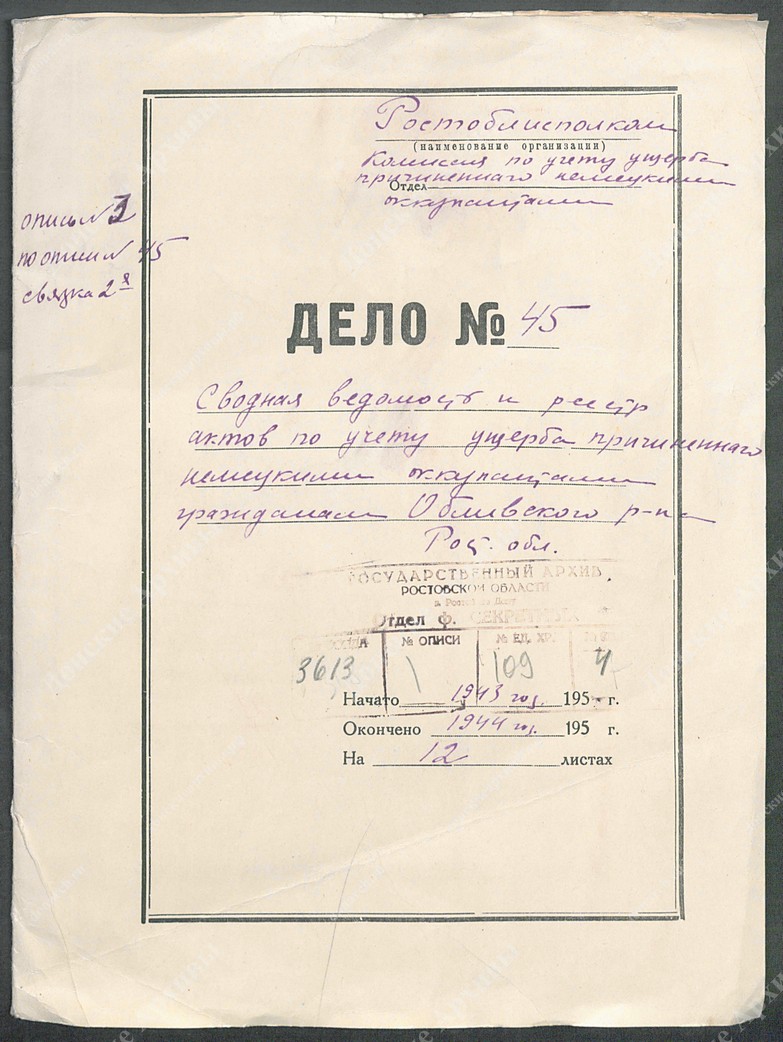 Ростоблисполком
(наименование организации)
Комиссия по учету ущерба
причиненного немецкими
Отдел
оккупантами
опись №
по описи № 45
связка 2я
ДЕЛО № 45
Сводная ведомость и реестр
актов по учету ущерба причиненного
немецкими оккупантами
гражданам Обливского р-на
Рост. обл.
ГОСУДАРСТВЕННЫЙ АРХИВ
РОСТОВСКОЙ ОБЛАСТИ
Отдел ф. СЕКРЕТНЫХ
№ ОПИСИ № ЕД. ХР.
3613 1 109 4
Начато 1943 год. 195 г.
Окончено 1944 г. 195 г.
На 12 листах